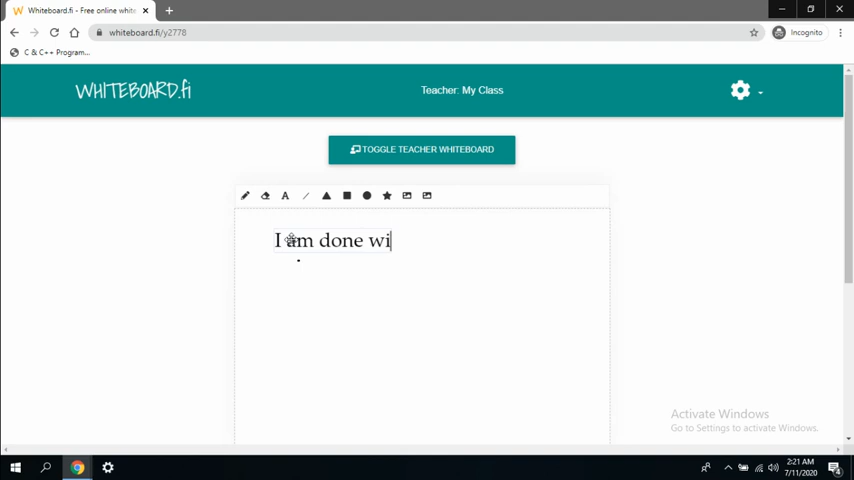 Whiteboard.fi - Free online white
whiteboard.fi/y2778
Incognito
C & C++ Program...
WHITEBOARD.fi
Teacher: My Class
TOGGLE TEACHER WHITEBOARD
A
I am done wi
Activate Windows
Go to Settings to activate Windows.
2:21 AM
7/11/2020
4